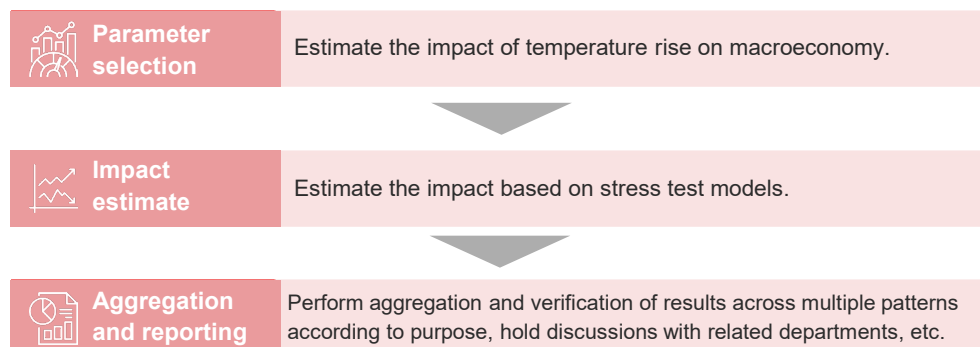 Parameter
selection
Estimate the impact of temperature rise on macroeconomy.
Impact
estimate
Estimate the impact based on stress test models.
Aggregation
and reporting
Perform aggregation and verification of results across multiple patterns
according to purpose, hold discussions with related departments, etc.